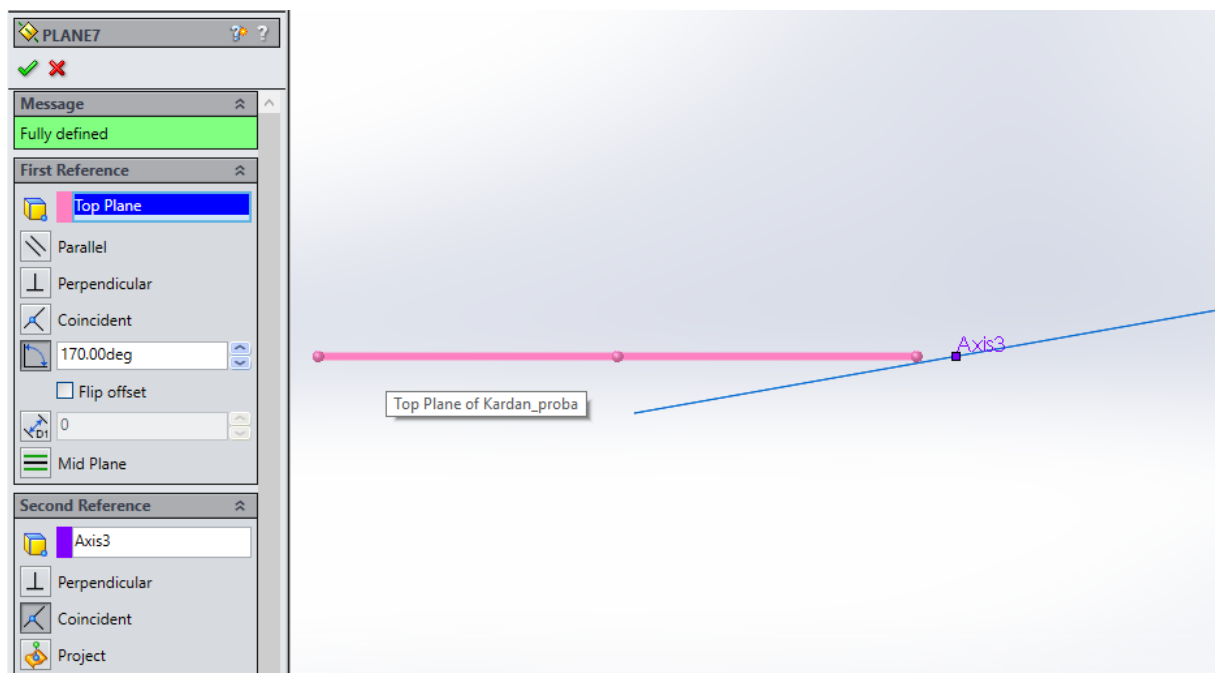 PLANE7
Message
Fully defined
First Reference
Top Plane
Parallel
Perpendicular
Coincident
170.00deg
Flip offset
D1
0
Mid Plane
Second Reference
Axis3
Perpendicular
Coincident
Project
Axis3
Top Plane of Kardan_proba